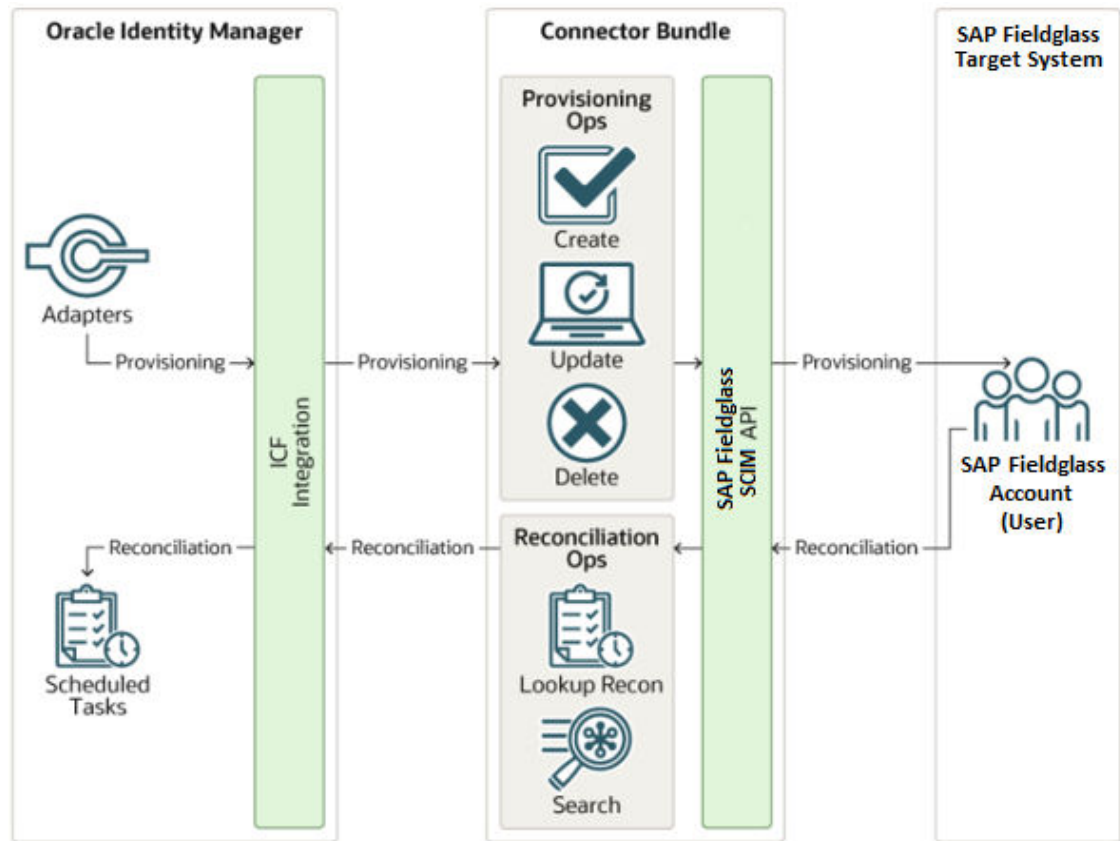 Oracle Identity Manager
Adapters
Provisioning
ICF
Integration
Reconciliation
Scheduled
Tasks
Provisioning
Reconciliation
Connector Bundle
Provisioning
Ops
Create
Update
Delete
Reconciliation
Ops
Lookup Recon
Search
SAP Fieldglass
SCIM API
Provisioning
Reconciliation
SAP Fieldglass
Target System
SAP Fieldglass
Account
(User)